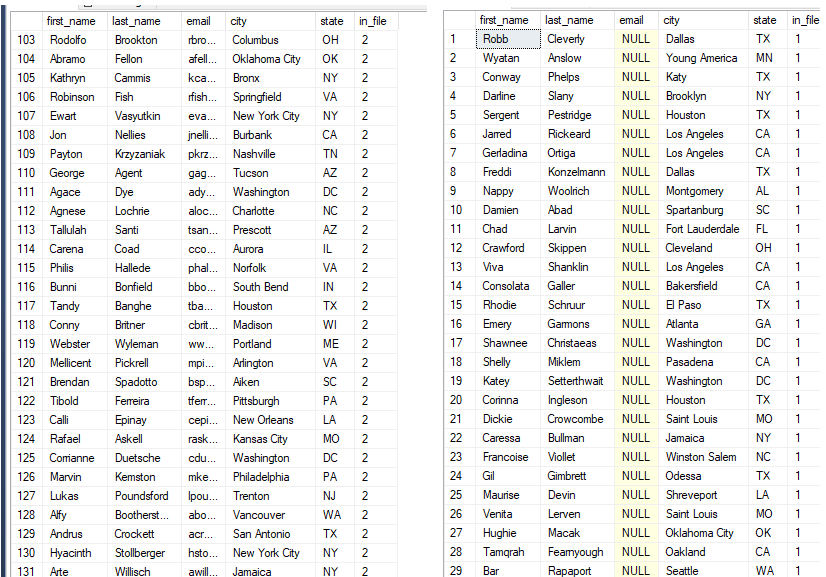 first_name last_name email city state in_file
103 Rodolfo Brookton rbro... Columbus OH 2
104 Abramo Fellon afell... Oklahoma City OK 2
105 Kathryn Cammis kca... Bronx NY 2
106 Robinson Fish rfish... Springfield VA 2
107 Ewart Vasyutkin eva... New York City NY 2
108 Jon Nellies jnelli... Burbank CA 2
109 Payton Krzyzaniak pkrz... Nashville TN 2
110 George Agent gag... Tucson AZ 2
111 Agace Dye ady... Washington DC 2
112 Agnese Lochrie aloc... Charlotte NC 2
113 Tallulah Santi tsan... Prescott AZ 2
114 Carena Coad cco... Aurora IL 2
115 Philis Hallede phal... Norfolk VA 2
116 Bunni Bonfield bbo... South Bend IN 2
117 Tandy Banghe tba... Houston TX 2
118 Conny Britner cbrit... Madison WI 2
119 Webster Wyleman ww... Portland ME 2
120 Mellicent Pickrell mpi... Arlington VA 2
121 Brendan Spadotto bsp... Aiken SC 2
122 Tibold Ferreira tferr... Pittsburgh PA 2
123 Calli Epinay cepi... New Orleans LA 2
124 Rafael Askell rask... Kansas City MO 2
125 Corrianne Duetsche cdu... Washington DC 2
126 Marvin Kemston mke... Philadelphia PA 2
127 Lukas Poundsford lpou... Trenton NJ 2
128 Alfy Bootherst... abo... Vancouver WA 2
129 Andrus Crockett acr... San Antonio TX 2
130 Hyacinth Stollberger hsto... New York City NY 2
131 Arte Willisch awill... Jamaica NY 2
first_name last_name email city state in_file
1 Robb Cleverly NULL Dallas TX 1
2 Wyatan Anslow NULL Young America MN 1
3 Conway Phelps NULL Katy TX 1
4 Darline Slany NULL Brooklyn NY 1
5 Sergent Pestridge NULL Houston TX 1
6 Jarred Rickeard NULL Los Angeles CA 1
7 Gerladina Ortiga NULL Los Angeles CA 1
8 Freddi Konzelmann NULL Dallas TX 1
9 Nappy Woolrich NULL Montgomery AL 1
10 Damien Abad NULL Spartanburg SC 1
11 Chad Larvin NULL Fort Lauderdale FL 1
12 Crawford Skippen NULL Cleveland OH 1
13 Viva Shanklin NULL Los Angeles CA 1
14 Consolata Galler NULL Bakersfield CA 1
15 Rhodie Schruur NULL El Paso TX 1
16 Emery Garmons NULL Atlanta GA 1
17 Shawnee Christaeas NULL Washington DC 1
18 Shelly Miklem NULL Pasadena CA 1
19 Katey Setterthwait NULL Washington DC 1
20 Corinna Ingleson NULL Houston TX 1
21 Dickie Crowcombe NULL Saint Louis MO 1
22 Caressa Bullman NULL Jamaica NY 1
23 Francoise Viollet NULL Winston Salem NC 1
24 Gil Gimbrett NULL Odessa TX 1
25 Maurise Devin NULL Shreveport LA 1
26 Venita Lerven NULL Saint Louis MO 1
27 Hughie Macak NULL Oklahoma City OK 1
28 Tamqrah Fearnyough NULL Oakland CA 1
29 Bar Rapaport NULL Seattle WA 1